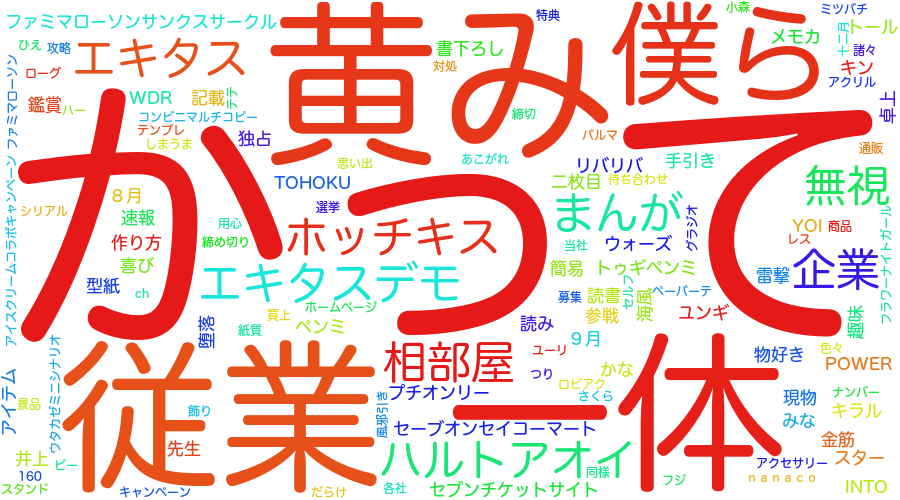 ファミマローソンサンクスサークル
ひえ
攻略
エキタス
ローグ
鑑賞
ハー
WDR
記載
テテ
コンビニマルチコピー
テンプレ
しまうま
独占
黄み
僕ら
書下ろし
対処
特典
小森
メモカ
ミツバチ
十二月
トール
諸々
キン
アクリル
卓上
締切
パルマ
通販
思い出
あこがれ
リバリバ
手引き
かって
アイスクリームコラボキャンペーン ファミマローソン
TOHOKU
二枚目
待ち合わせ
無視
8月
シリアル
速報
用心
選挙
まんが
グラジオ
YOI
商品
レス
締め切り
作り方
ホッチキス
当社
ウォーズ
企業
フラワーナイトガール
喜び
型紙
ch
エキタスデモ
簡易
トゥギペンミ
雷撃
募集
読書
セルフ
海風
ペーパーテ
買上
ホームページ
ペンミ
紙質
堕落
読み
参戦
ユンギ
趣味
9月
色々
従業
一体
相部屋
ユーリ
つり
かな
物好き
POWER
ロビアク
さくら
プチオンリー
現物
みな
ナンバー
キラル
アイテム
景品
ウタカゼミーシナリオ
飾り
風邪引き
セーブオンセイコーマート
金筋
スター
先生
井上
ビー
160
スタンド
キャンペーン
だらけ
各社
ハルトアオイ
同様
セブンチケットサイト
フジ
アクセサリー
nanaco
INTO